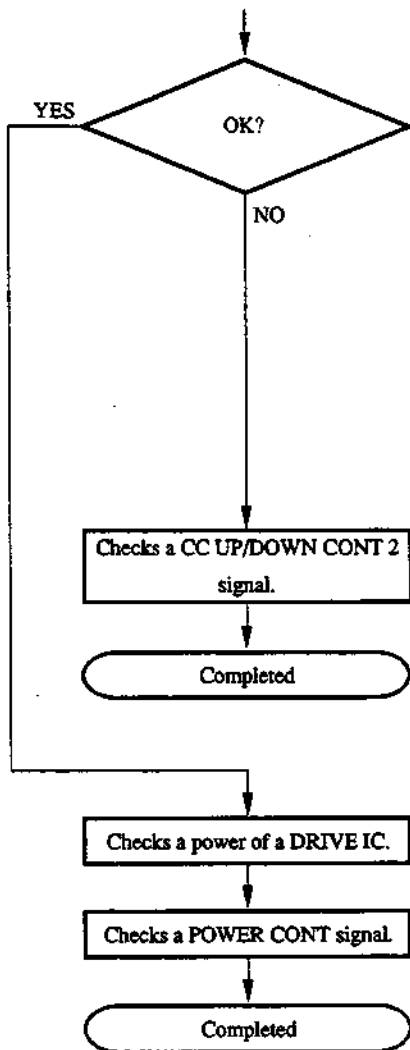 YES
OK?
NO
Checks a CC UP/DOWN CONT 2
signal.
Completed
Checks a power of a DRIVE IC.
Checks a POWER CONT signal.
Completed